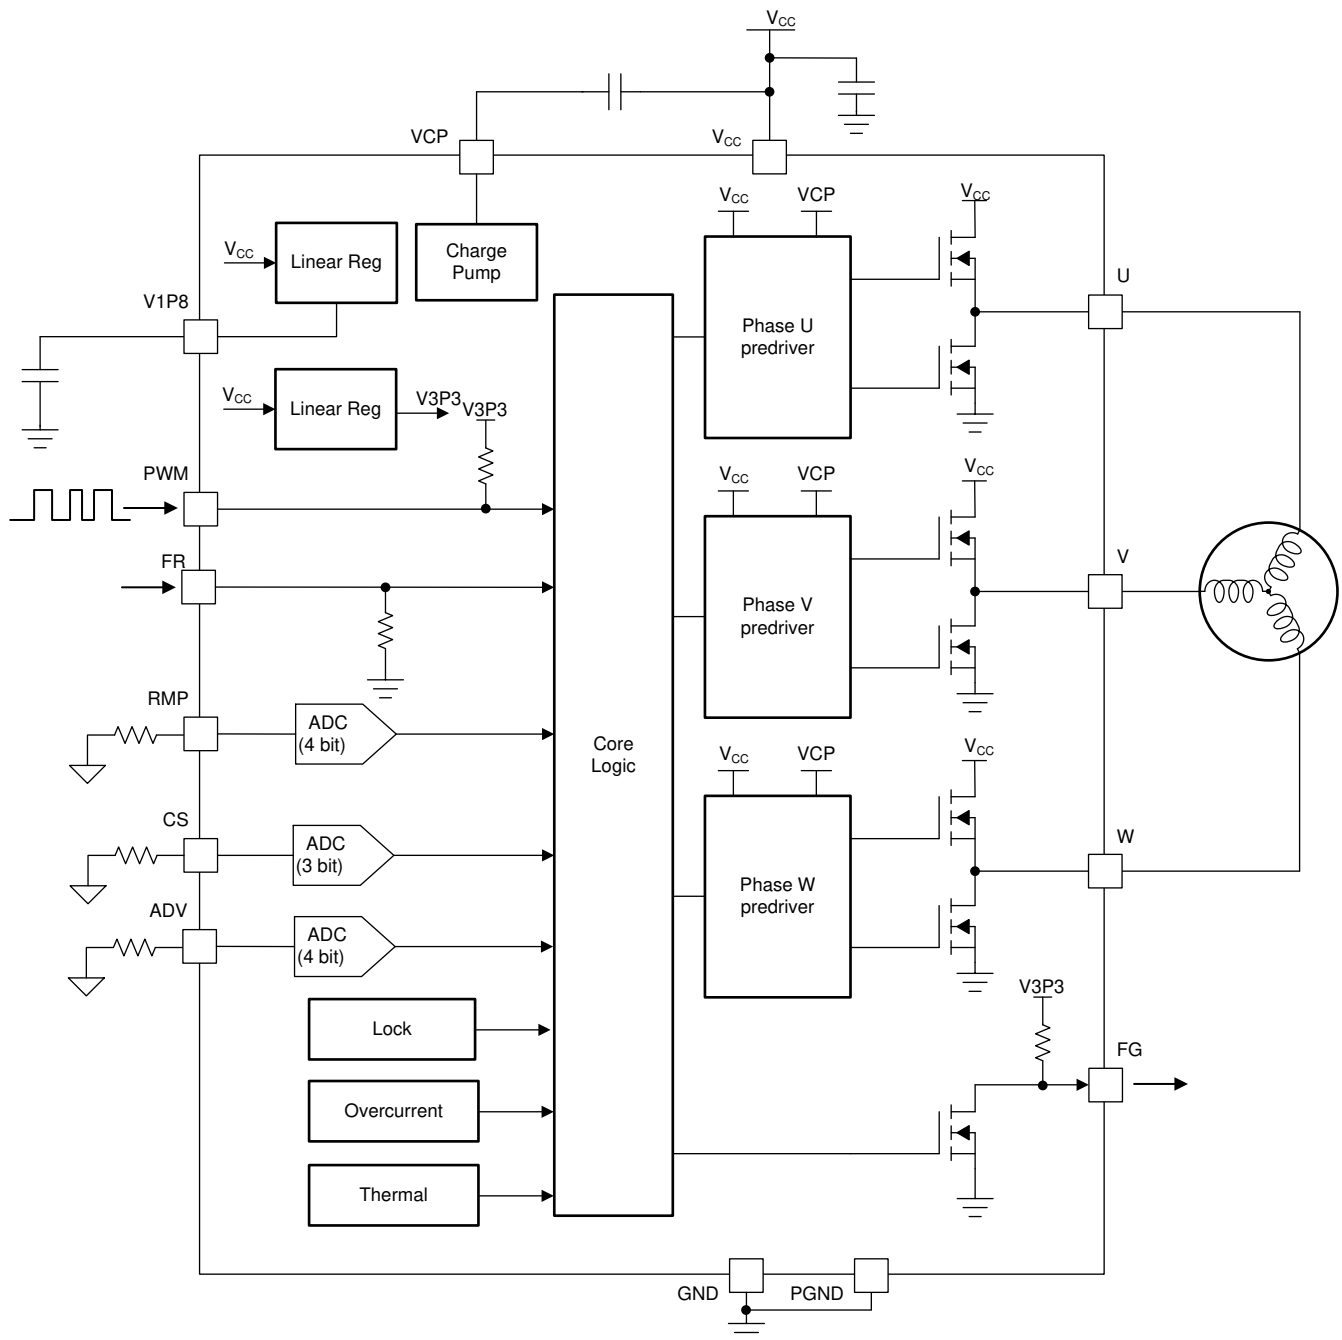 VCC
VCP
VCC
VCC
Linear Reg
Charge
Pump
V1P8
VCC
Linear Reg
V3P3
V3P3
PWM
FR
RMP
ADC
(4 bit)
CS
ADC
(3 bit)
ADV
ADC
(4 bit)
Lock
Overcurrent
Thermal
Core
Logic
VCC
VCP
Phase U
predriver
VCC
U
VCC
VCP
Phase V
predriver
VCC
V
VCC
VCP
Phase W
predriver
VCC
W
V3P3
FG
GND
PGND